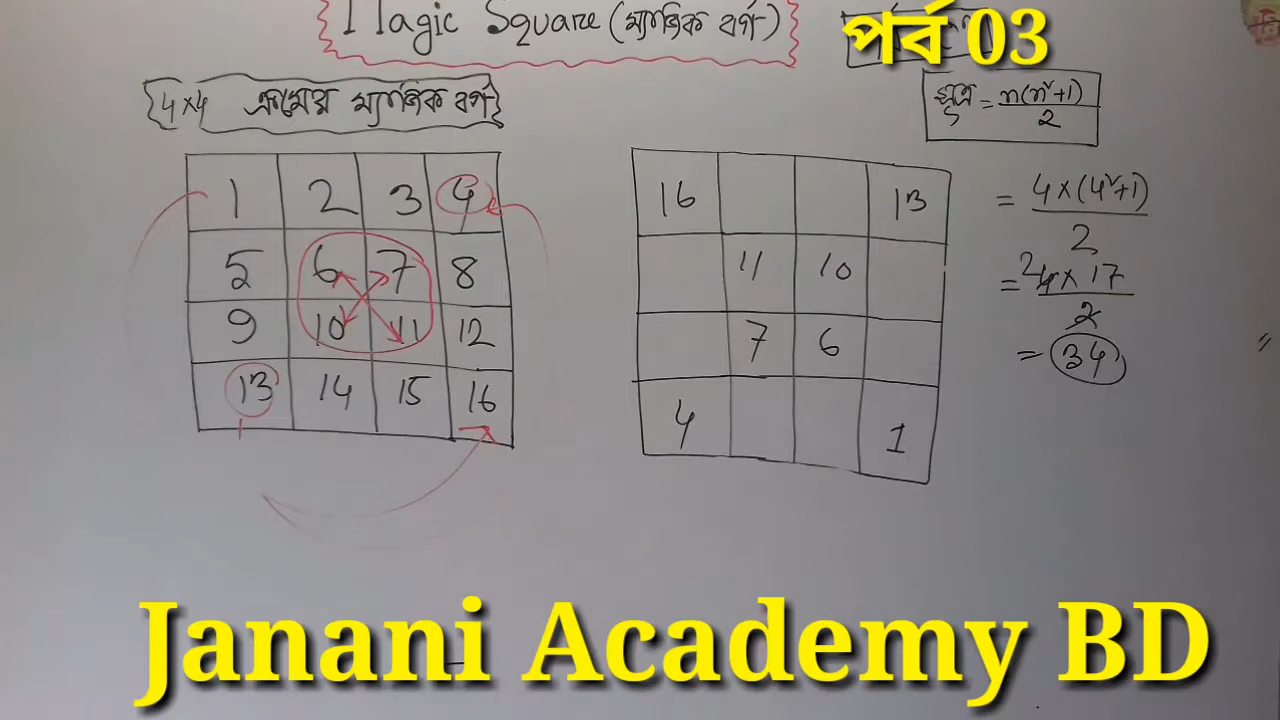 Magic Square (ম্যাজিক বর্গ)
পর্ব 03
4×4 ক্রমের ম্যাজিক বর্গ
সূত্র = n(n²+1)/2
1 2 3 4
5 6 7 8
9 10 11 12
13 14 15 16
16 13
11 10
7 6
4 1
= 4×(4²+1)/2
= 2 4×17/2
= 34
Janani Academy BD